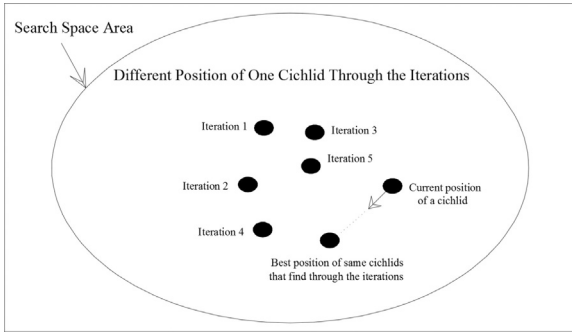 Search Space Area
Different Position of One Cichlid Through the Iterations
Iteration 1
Iteration 3
Iteration 5
Iteration 2
Current position
of a cichlid
Iteration 4
Best position of same cichlids
that find through the iterations